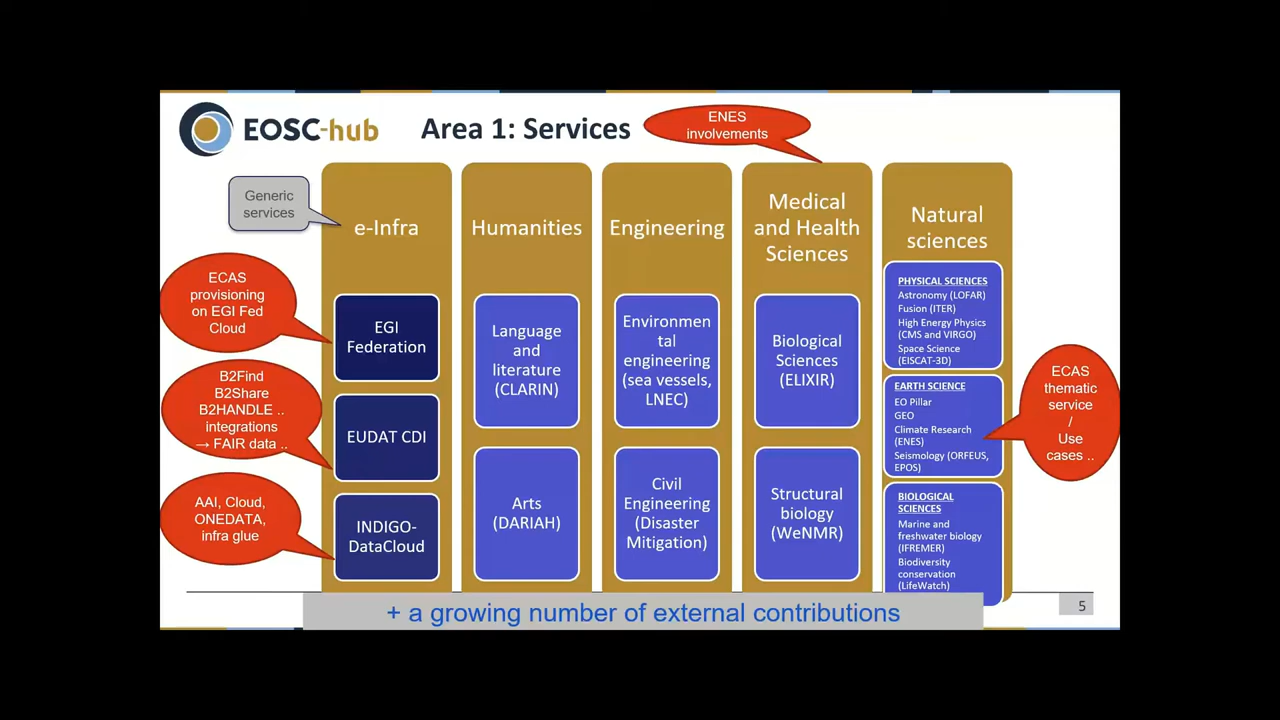 EOSC-hub
Area 1: Services
ENES
involvements
Generic
services
e-Infra
ECAS
provisioning
on EGI Fed
Cloud
EGI
Federation
B2Find
B2Share
B2HANDLE ..
integrations
→ FAIR data ..
EUDAT CDI
AAI, Cloud,
ONEDATA,
infra glue
INDIGO-
DataCloud
Humanities
Language
and
literature
(CLARIN)
Arts
(DARIAH)
Engineering
Environmen
tal
engineering
(sea vessels,
LNEC)
Civil
Engineering
(Disaster
Mitigation)
Medical
and Health
Sciences
Biological
Sciences
(ELIXIR)
Structural
biology
(WeNMR)
Natural
sciences
PHYSICAL SCIENCES
Astronomy (LOFAR)
Fusion (ITER)
High Energy Physics
(CMS and VIRGO)
Space Science
(EISCAT-3D)
EARTH SCIENCE
EO Pillar
GEO
Climate Research
(ENES)
Seismology (ORFEUS,
EPOS)
BIOLOGICAL
SCIENCES
Marine and
freshwater biology
(IFREMER)
Biodiversity
conservation
(LifeWatch)
ECAS
thematic
service
/
Use
cases ..
+ a growing number of external contributions
5